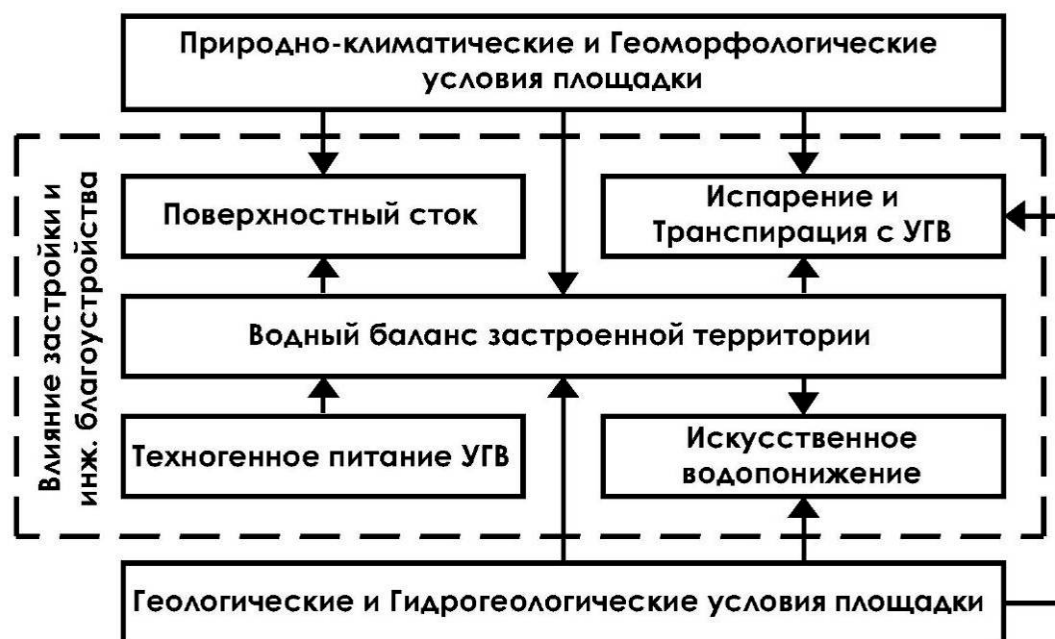 Природно-климатические и Геоморфологические
условия площадки
Влияние застройки и
инж. благоустройства
Поверхностный сток
Испарение и
Транспирация с УГВ
Водный баланс застроенной территории
Техногенное питание УГВ
Искусственное
водопонижение
Геологические и Гидрогеологические условия площадки